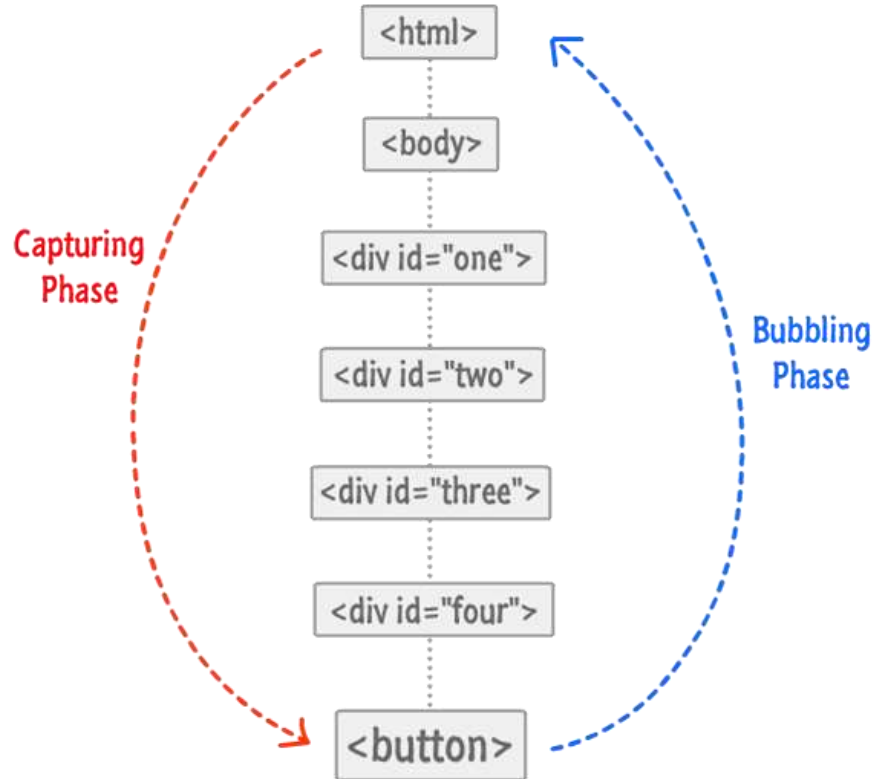 <html>
<body>
Capturing
Phase
<div id="one">
<div id="two">
<div id="three">
<div id="four">
<button>
Bubbling
Phase